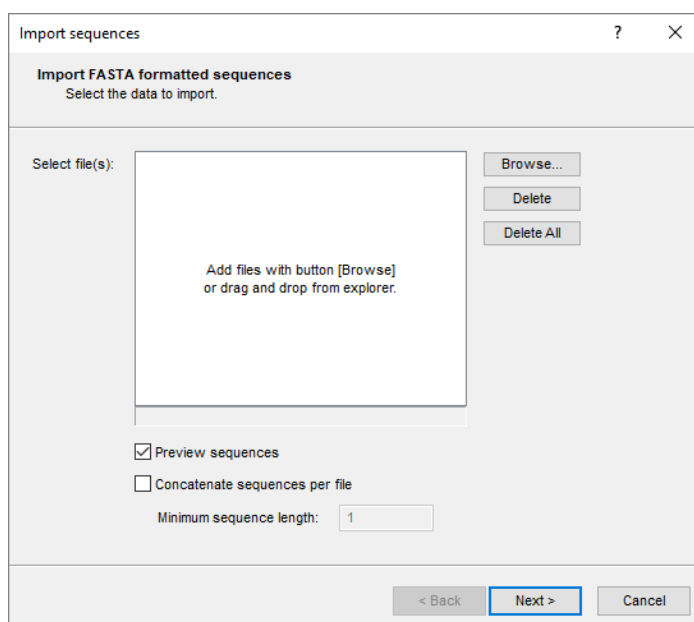 Import sequences ?
Import FASTA formatted sequences
Select the data to import.
Select file(s):
Browse...
Delete
Delete All
Add files with button [Browse]
or drag and drop from explorer.
Preview sequences
Concatenate sequences per file
Minimum sequence length: 1
< Back Next > Cancel